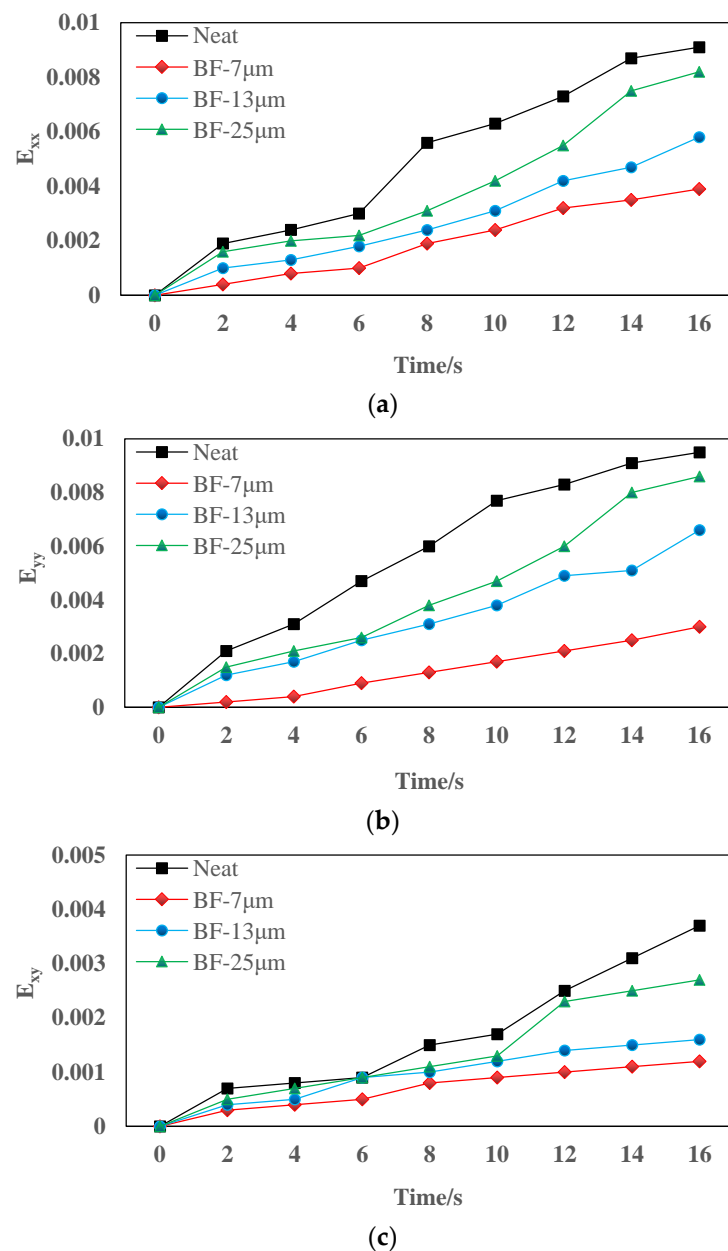 0.01
0.008
0.006
0.004
0.002
0
E_xx
Neat
BF-7μm
BF-13μm
BF-25μm
0 2 4 6 8 10 12 14 16
Time/s
(a)
0.01
0.008
0.006
0.004
0.002
0
E_yy
Neat
BF-7μm
BF-13μm
BF-25μm
0 2 4 6 8 10 12 14 16
Time/s
(b)
0.005
0.004
0.003
0.002
0.001
0
E_xy
Neat
BF-7μm
BF-13μm
BF-25μm
0 2 4 6 8 10 12 14 16
Time/s
(c)